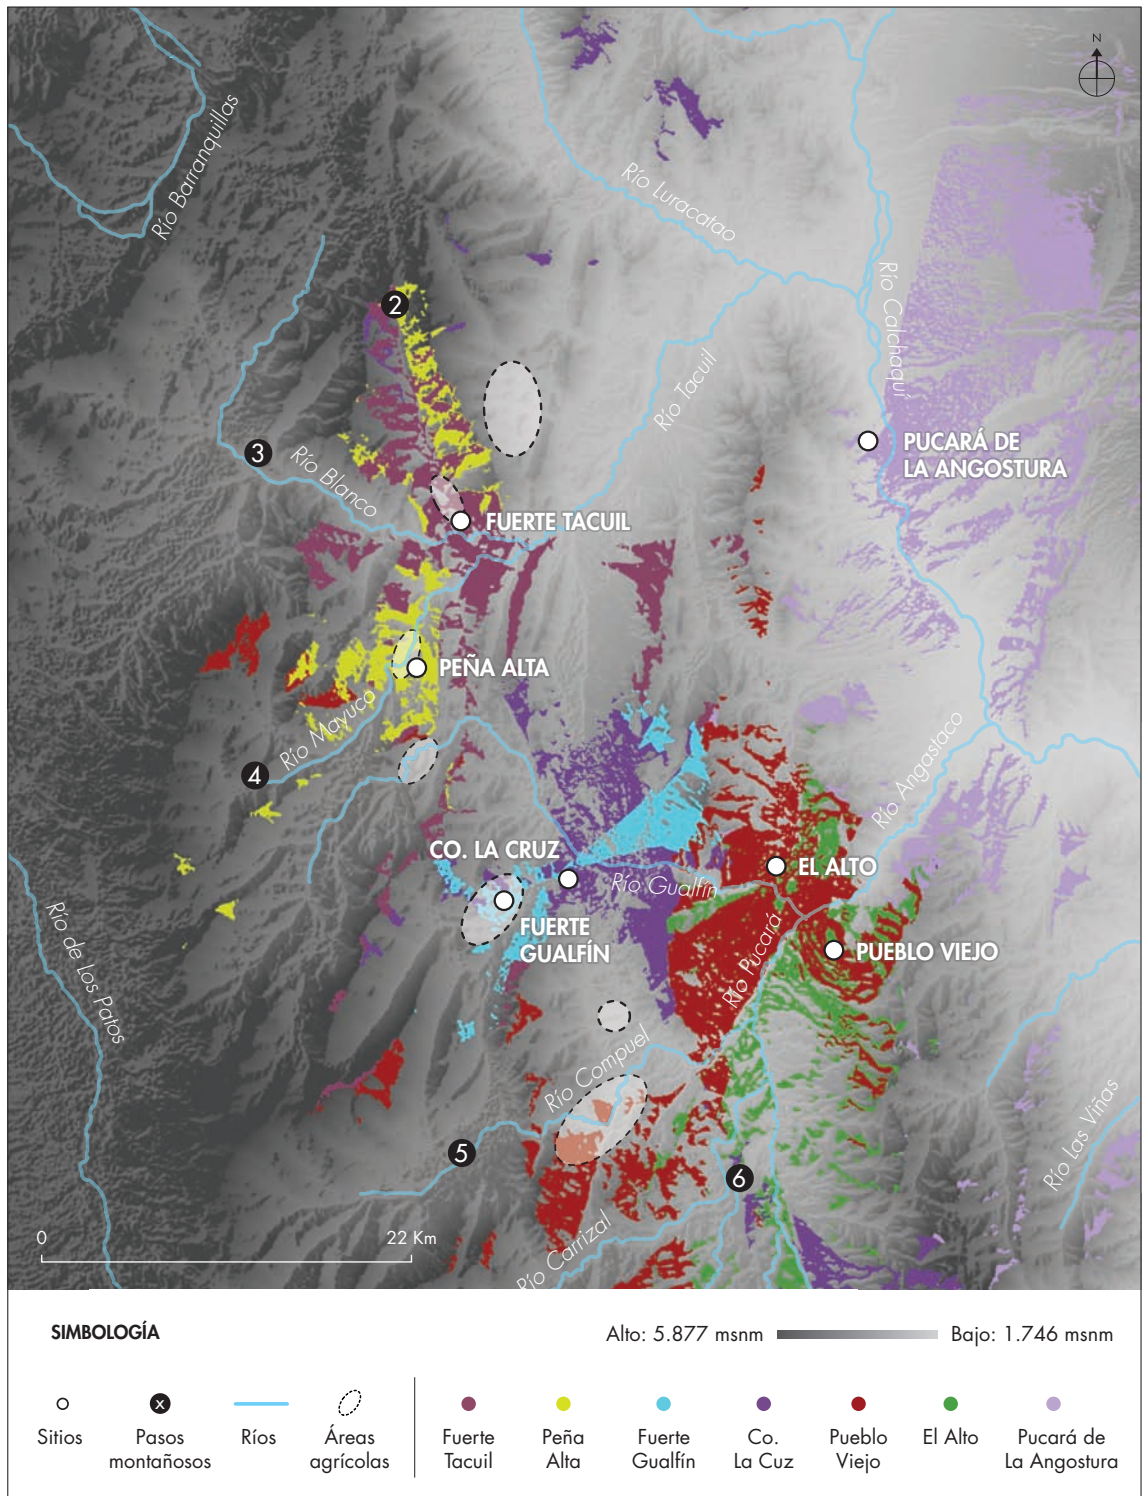 N
Río Barranquillas
Río Luracatao
Río Calchaquí
2
Río Tacuil
3
Río Blanco
PUCARÁ DE
LA ANGOSTURA
FUERTE TACUIL
PEÑA ALTA
Río Mayuco
4
Río Angastaco
CO. LA CRUZ
EL ALTO
Río Gualfín
FUERTE
GUALFÍN
Río Pucará
PUEBLO VIEJO
Río de Los Patos
Río Compuel
5
6
Río Las Viñas
Río Carrizal
0
22 Km
SIMBOLOGÍA
Alto: 5.877 msnm
Bajo: 1.746 msnm
x
Sitios
Pasos
montañosos
Ríos
Áreas
agrícolas
Fuerte
Tacuil
Peña
Alta
Fuerte
Gualfín
Co.
La Cuz
Pueblo
Viejo
El Alto
Pucará de
La Angostura